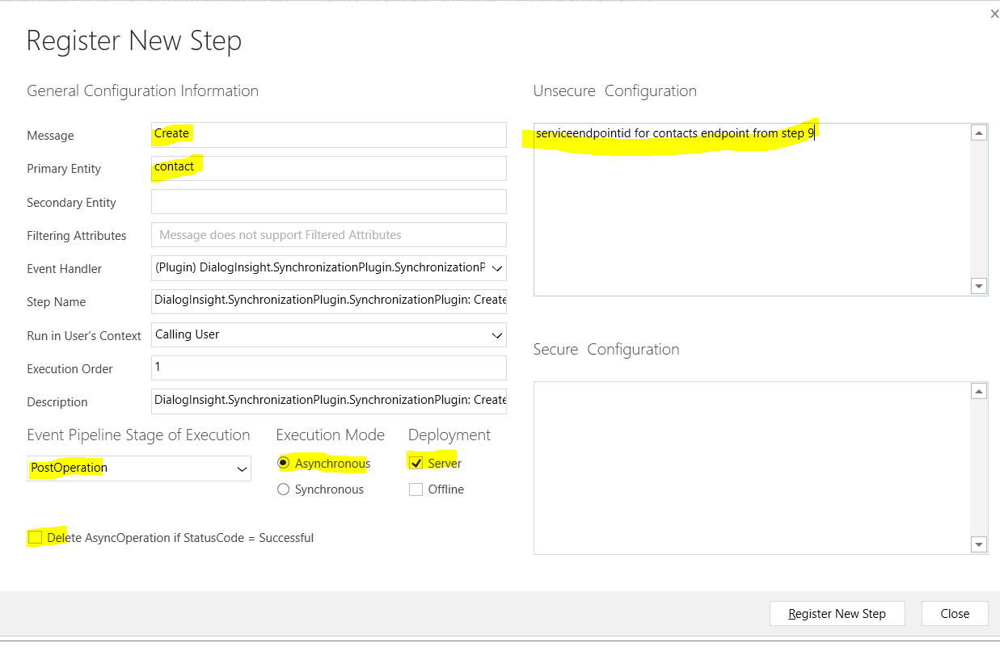 Register New Step
General Configuration Information
Message
Create
Primary Entity
contact
Secondary Entity
Filtering Attributes
Message does not support Filtered Attributes
Event Handler
(Plugin) DialogInsight.SynchronizationPlugin.SynchronizationP
Step Name
DialogInsight.SynchronizationPlugin.SynchronizationPlugin: Create
Run in User's Context
Calling User
Execution Order
1
Description
DialogInsight.SynchronizationPlugin.SynchronizationPlugin: Create
Event Pipeline Stage of Execution
PostOperation
Execution Mode
Asynchronous
Synchronous
Deployment
Server
Offline
Delete AsyncOperation if StatusCode = Successful
Unsecure Configuration
serviceendpointid for contacts endpoint from step 9
Secure Configuration
Register New Step
Close